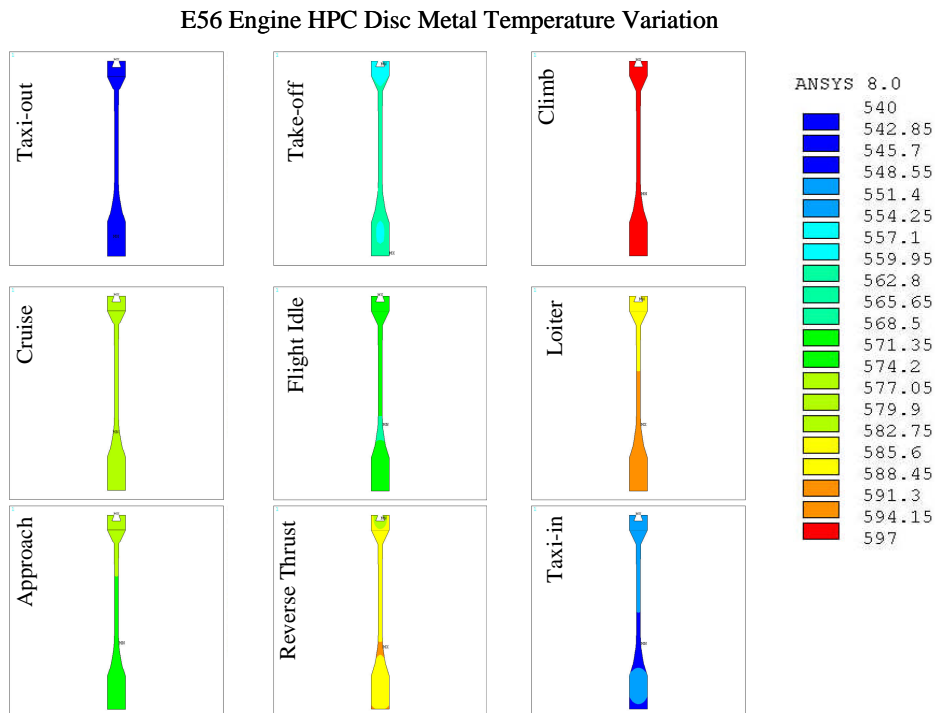 E56 Engine HPC Disc Metal Temperature Variation
Taxi-out
Take-off
Climb
Cruise
Flight Idle
Loiter
Approach
Reverse Thrust
Taxi-in
ANSYS 8.0
540
542.85
545.7
548.55
551.4
554.25
557.1
559.95
562.8
565.65
568.5
571.35
574.2
577.05
579.9
582.75
585.6
588.45
591.3
594.15
597